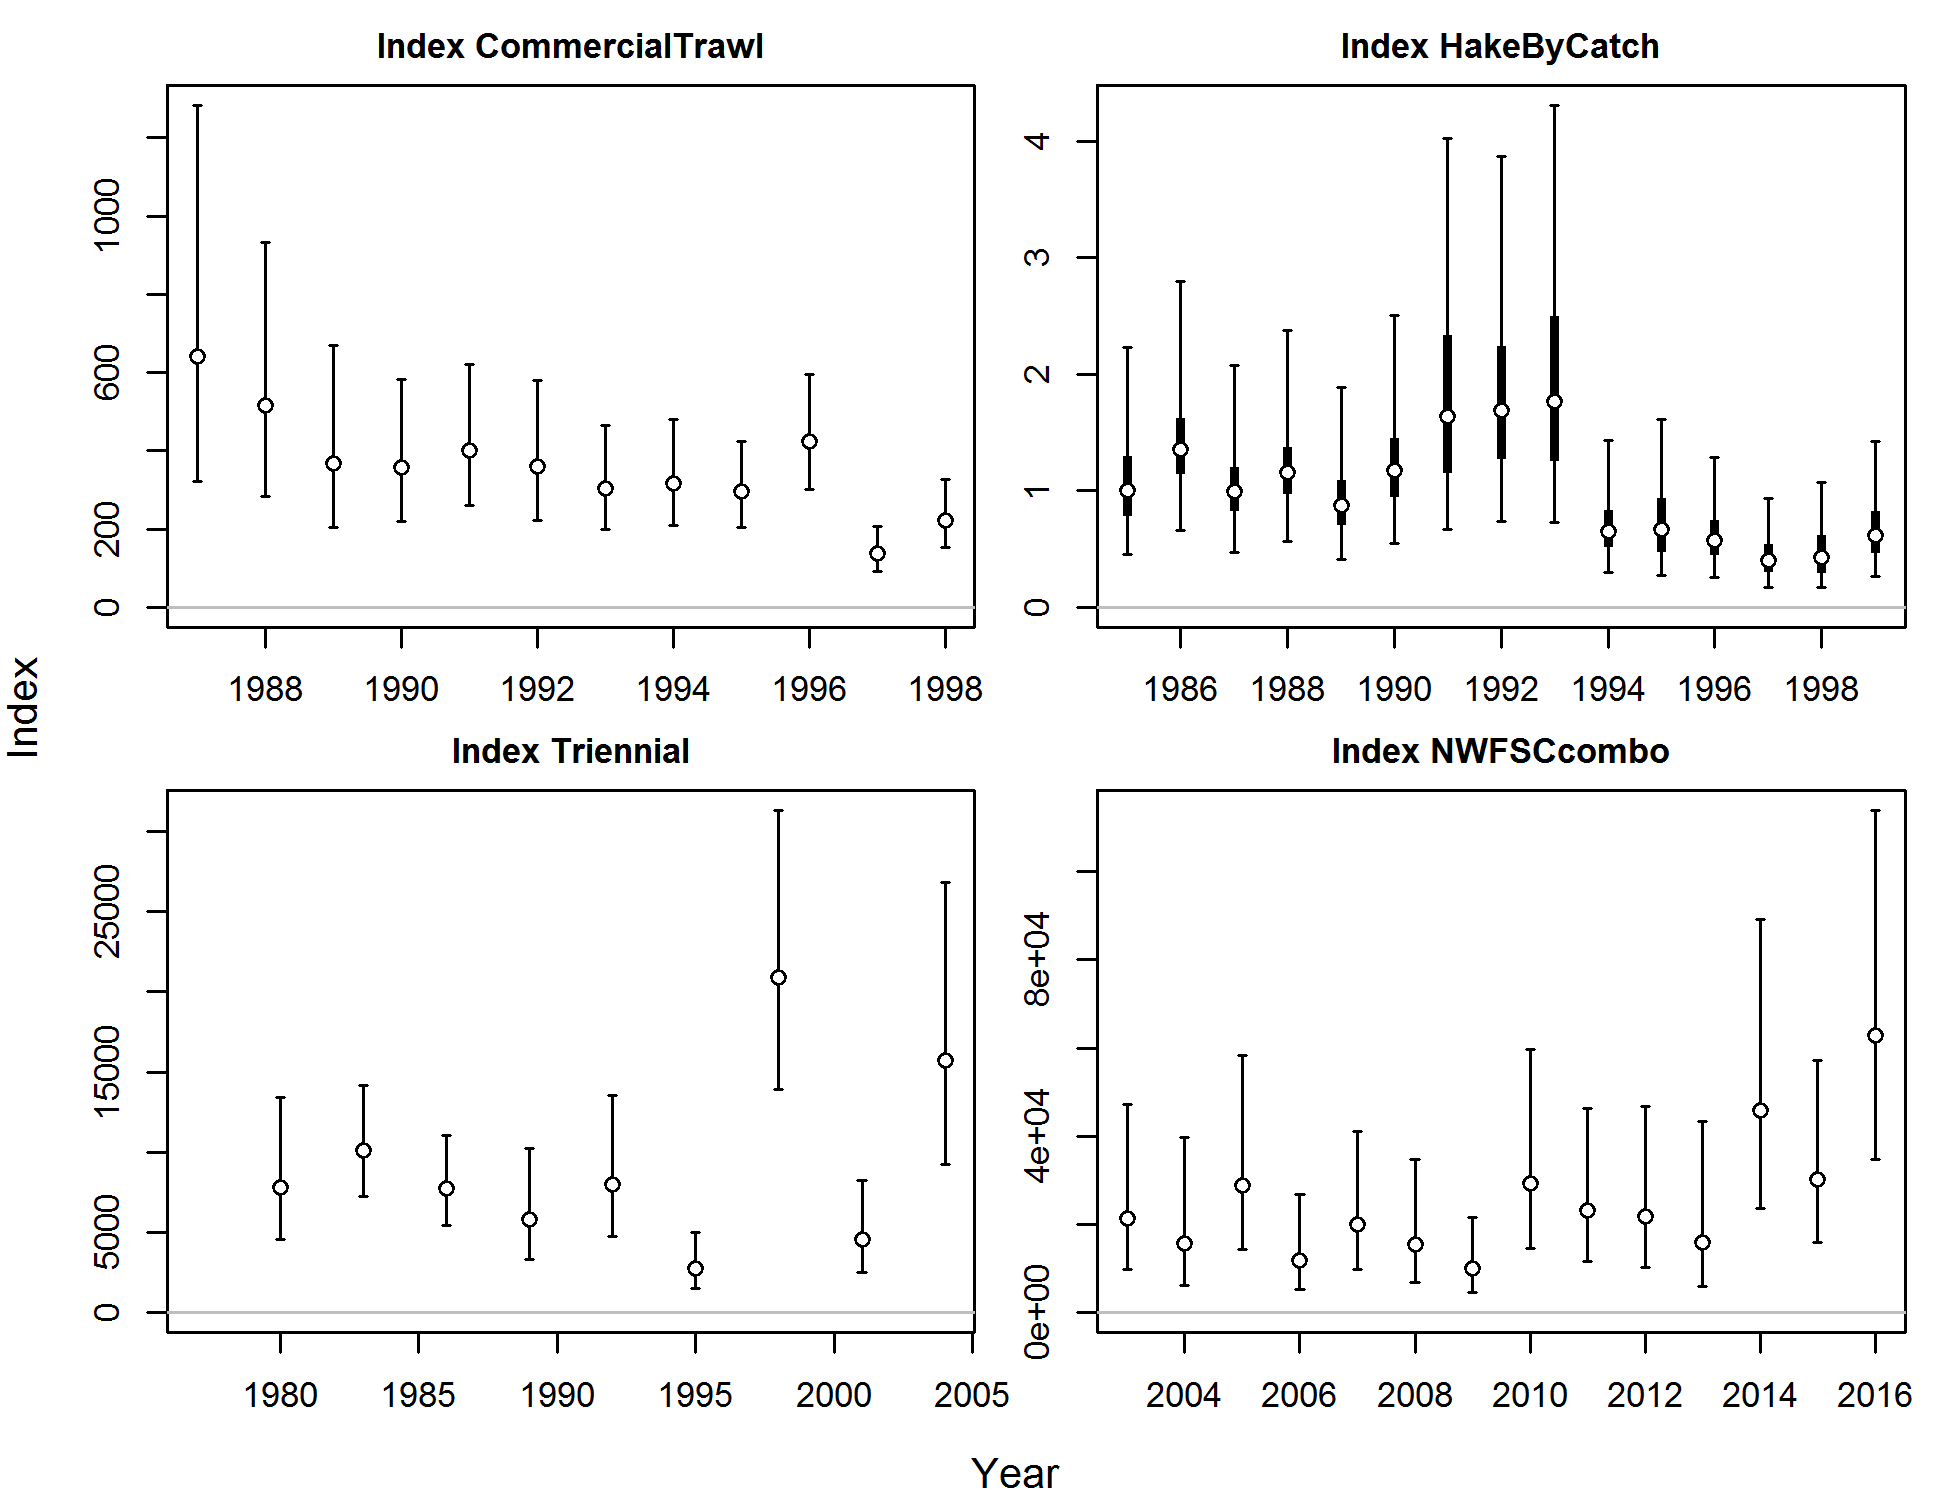 Index CommercialTrawl
0
200
600
1000
1988 1990 1992 1994 1996 1998
Index HakeByCatch
0
1
2
3
4
1986 1988 1990 1992 1994 1996 1998
Index Triennial
0
5000
15000
25000
1980 1985 1990 1995 2000 2005
Index NWFSCcombo
0e+00
4e+04
8e+04
2004 2006 2008 2010 2012 2014 2016
Index
Year